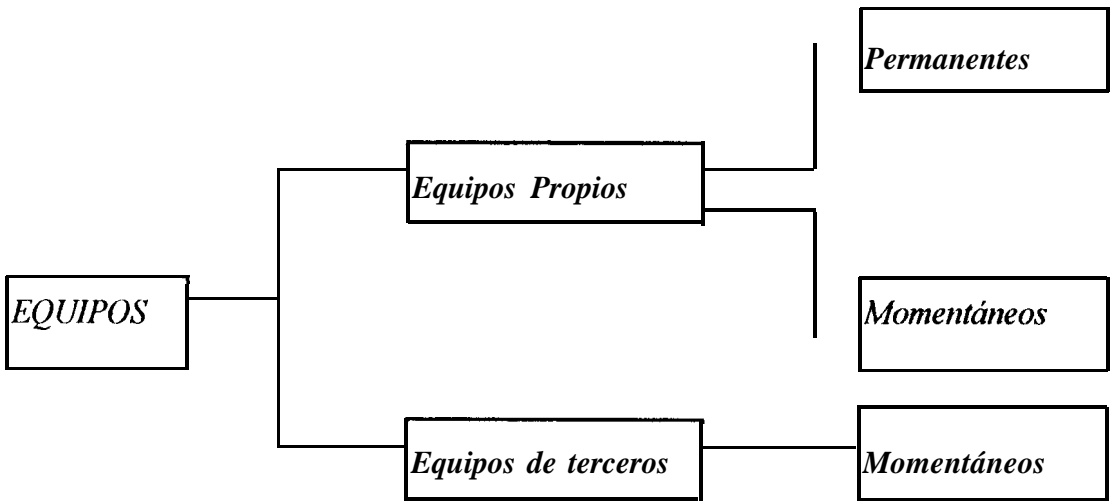 Permanentes
Equipos Propios
EQUIPOS
Momentáneos
Equipos de terceros
Momentáneos